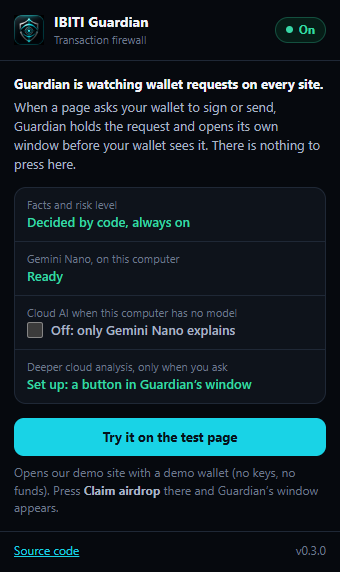 IBITI Guardian
Transaction firewall
On
Guardian is watching wallet requests on every site.
When a page asks your wallet to sign or send,
Guardian holds the request and opens its own
window before your wallet sees it. There is nothing to
press here.
Facts and risk level
Decided by code, always on
Gemini Nano, on this computer
Ready
Cloud AI when this computer has no model
Off: only Gemini Nano explains
Deeper cloud analysis, only when you ask
Set up: a button in Guardian’s window
Try it on the test page
Opens our demo site with a demo wallet (no keys, no
funds). Press Claim airdrop there and Guardian’s window
appears.
Source code
v0.3.0